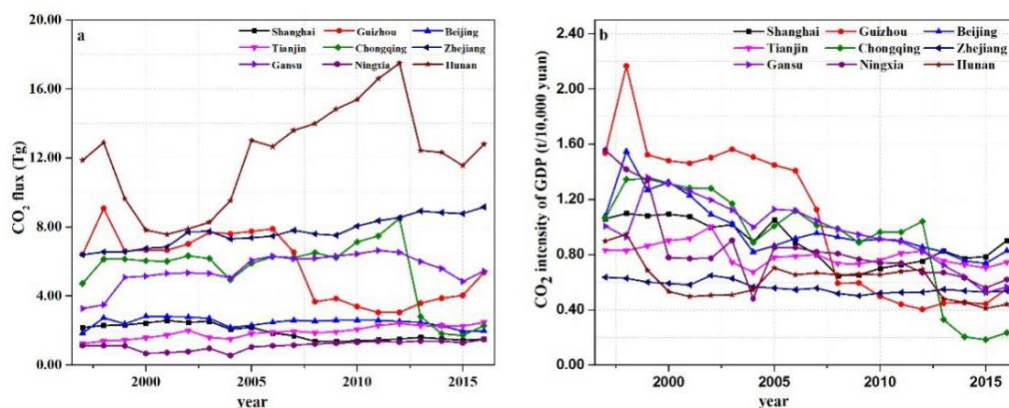 20.00
16.00
12.00
8.00
4.00
0.00
CO2 flux (Tg)
a
Shanghai Guizhou Beijing
Tianjin Chongqing Zhejiang
Gansu Ningxia Hunan
2000 2005 2010 2015
year
2.40
2.00
1.60
1.20
0.80
0.40
0.00
CO2 intensity of GDP (t/10,000 yuan)
b
Shanghai Guizhou Beijing
Tianjin Chongqing Zhejiang
Gansu Ningxia Hunan
2000 2005 2010 2015
year